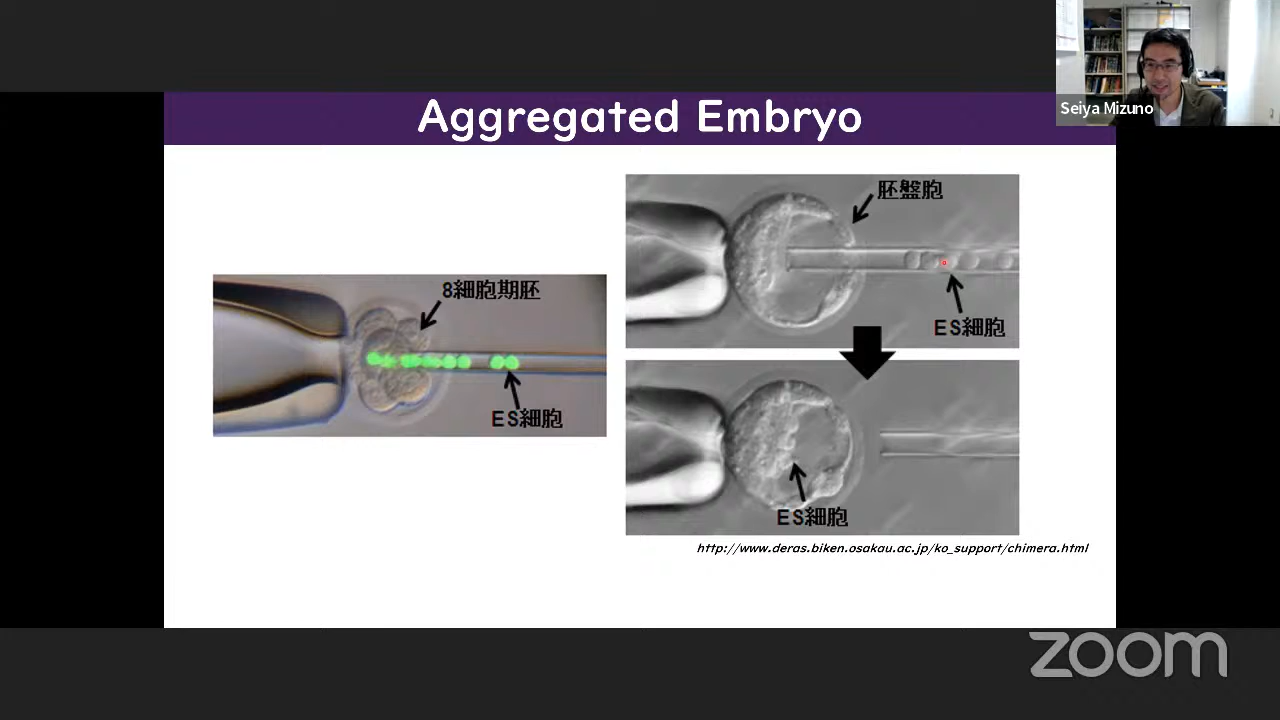 Seiya Mizuno
Aggregated Embryo
8細胞期胚
ES細胞
胚盤胞
ES細胞
ES細胞
http://www.deras.biken.osakau.ac.jp/ko_support/chimera.html
zoom